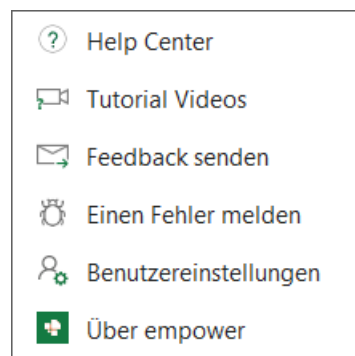 Help Center
Tutorial Videos
Feedback senden
Einen Fehler melden
Benutzereinstellungen
Über empower